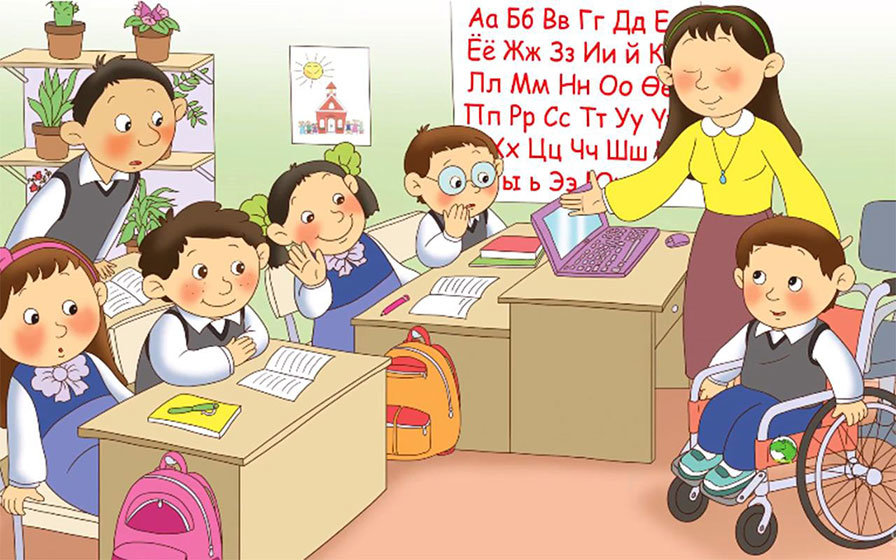 Аа Бб Вв Гг Дд Е
Ёё Жж Зз Ии й К
Лл Мм Нн Оо Өө
Пп Рр Сс Тт Уу Ү
Хх Цц Чч Шш
ы ь Ээ Ю